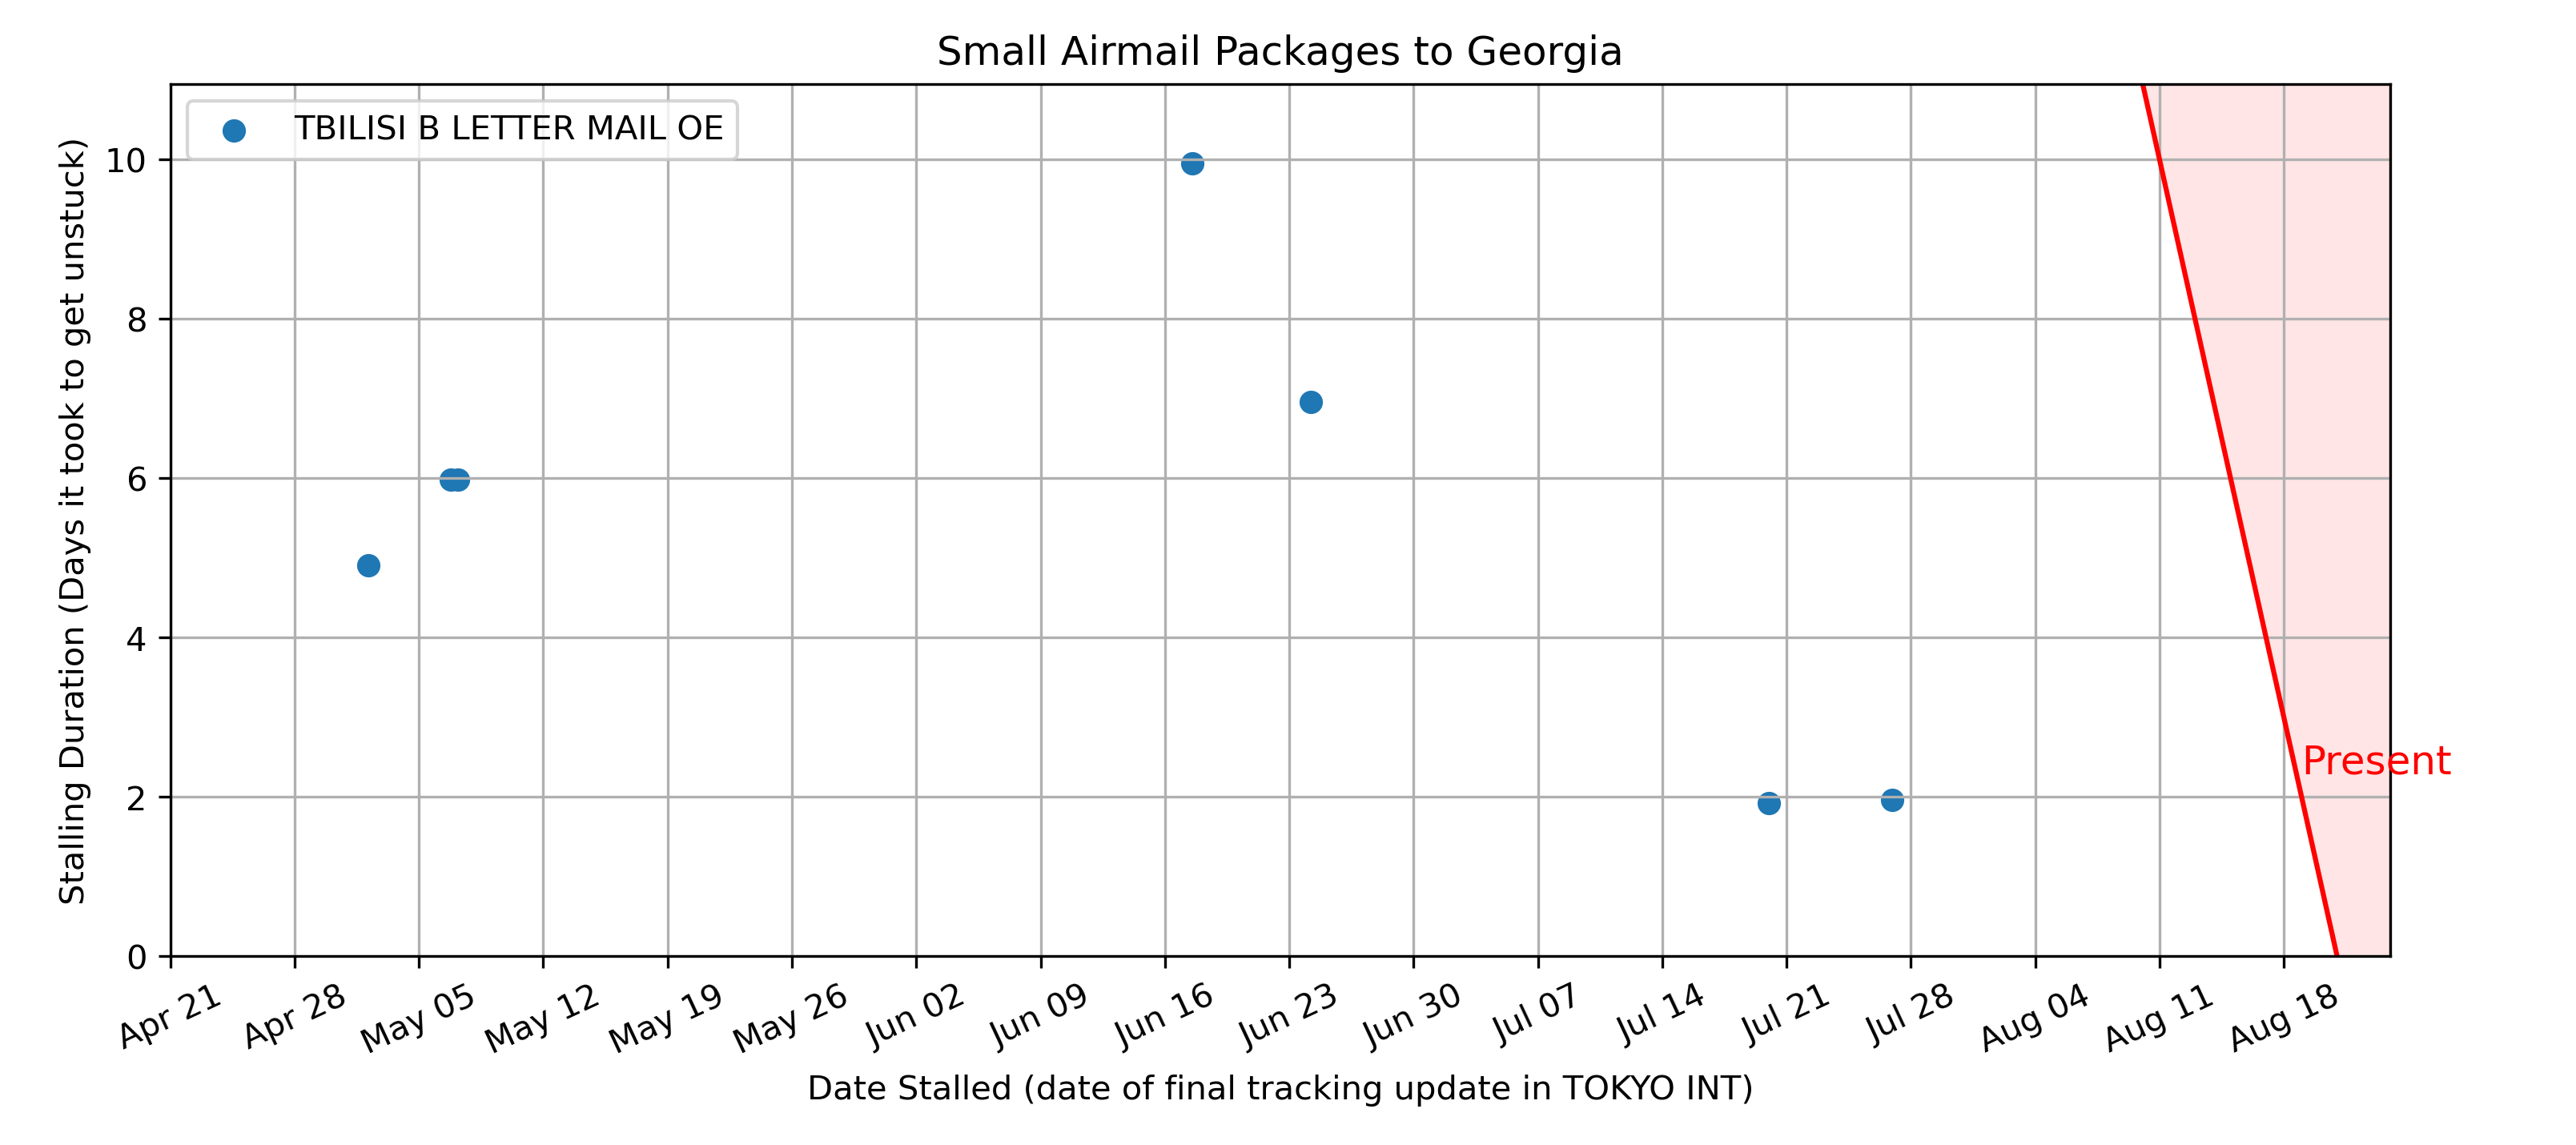 Small Airmail Packages to Georgia
TBILISI B LETTER MAIL OE
Stalling Duration (Days it took to get unstuck)
10
8
6
4
2
0
Present
Apr 21
Apr 28
May 05
May 12
May 19
May 26
Jun 02
Jun 09
Jun 16
Jun 23
Jun 30
Jul 07
Jul 14
Jul 21
Jul 28
Aug 04
Aug 11
Aug 18
Date Stalled (date of final tracking update in TOKYO INT)